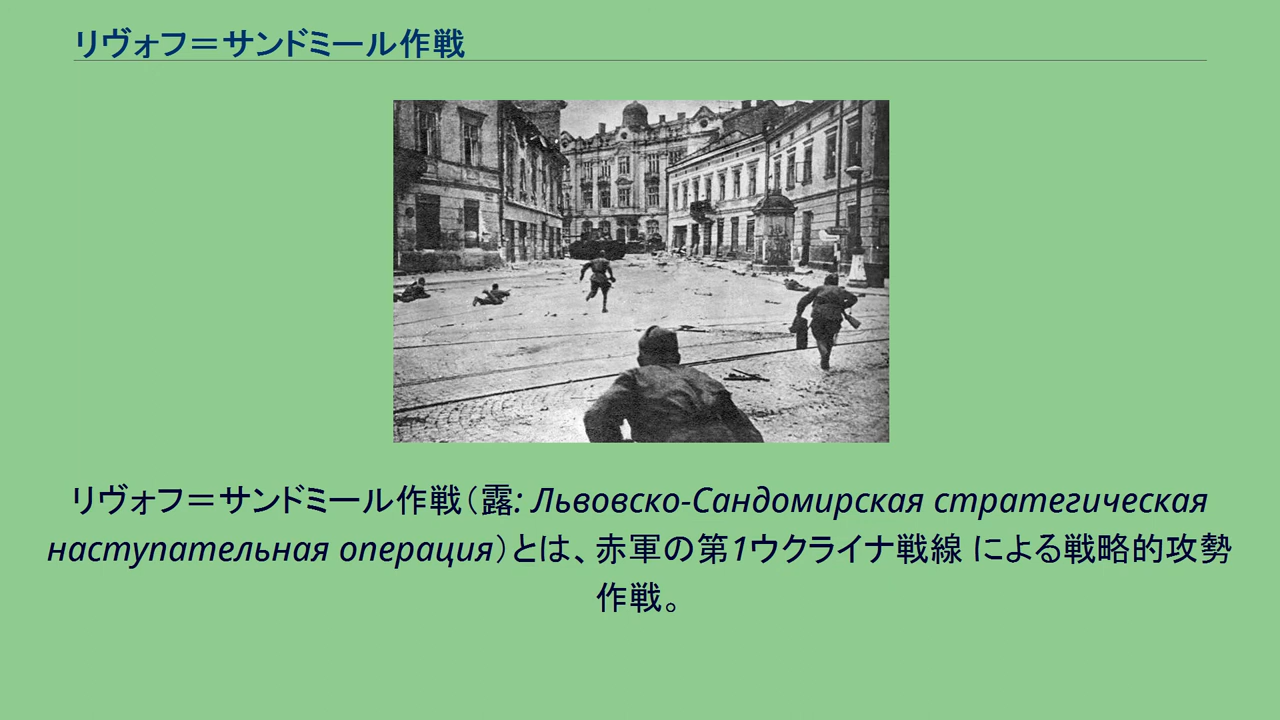 リヴォフ＝サンドミール作戦
リヴォフ＝サンドミール作戦（露: Львовско-Сандомирская стратегическая
наступательная операция）とは、赤軍の第1ウクライナ戦線 による戦略的攻勢
作戦。